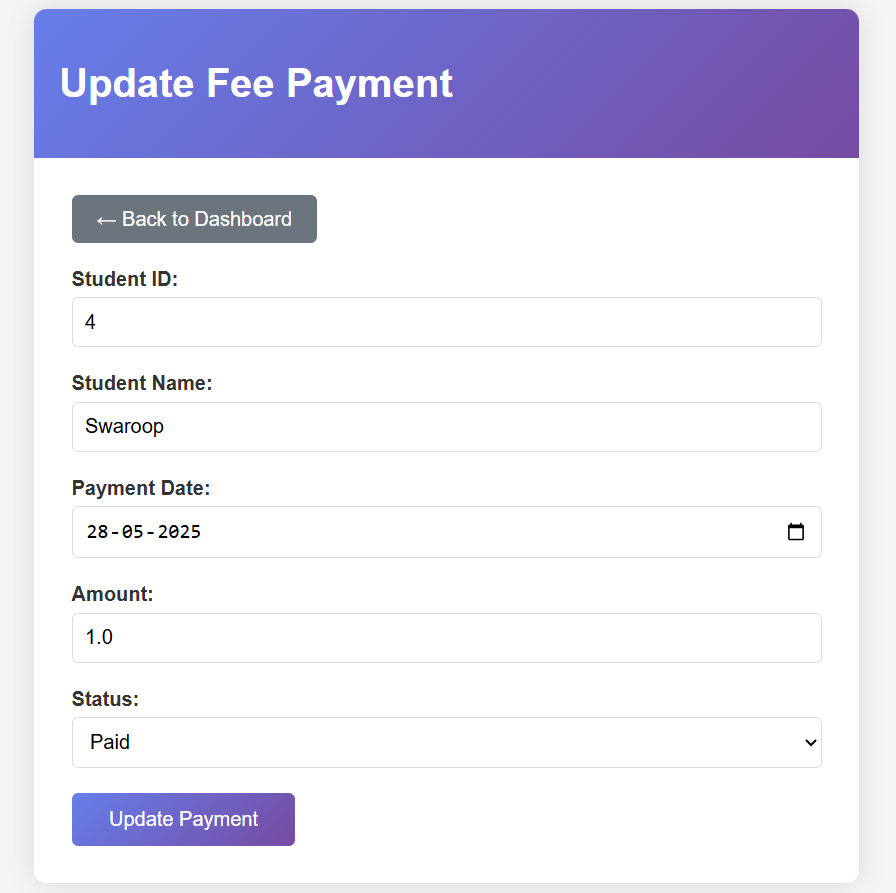 Update Fee Payment
← Back to Dashboard
Student ID:
4
Student Name:
Swaroop
Payment Date:
28-05-2025
Amount:
1.0
Status:
Paid
Update Payment